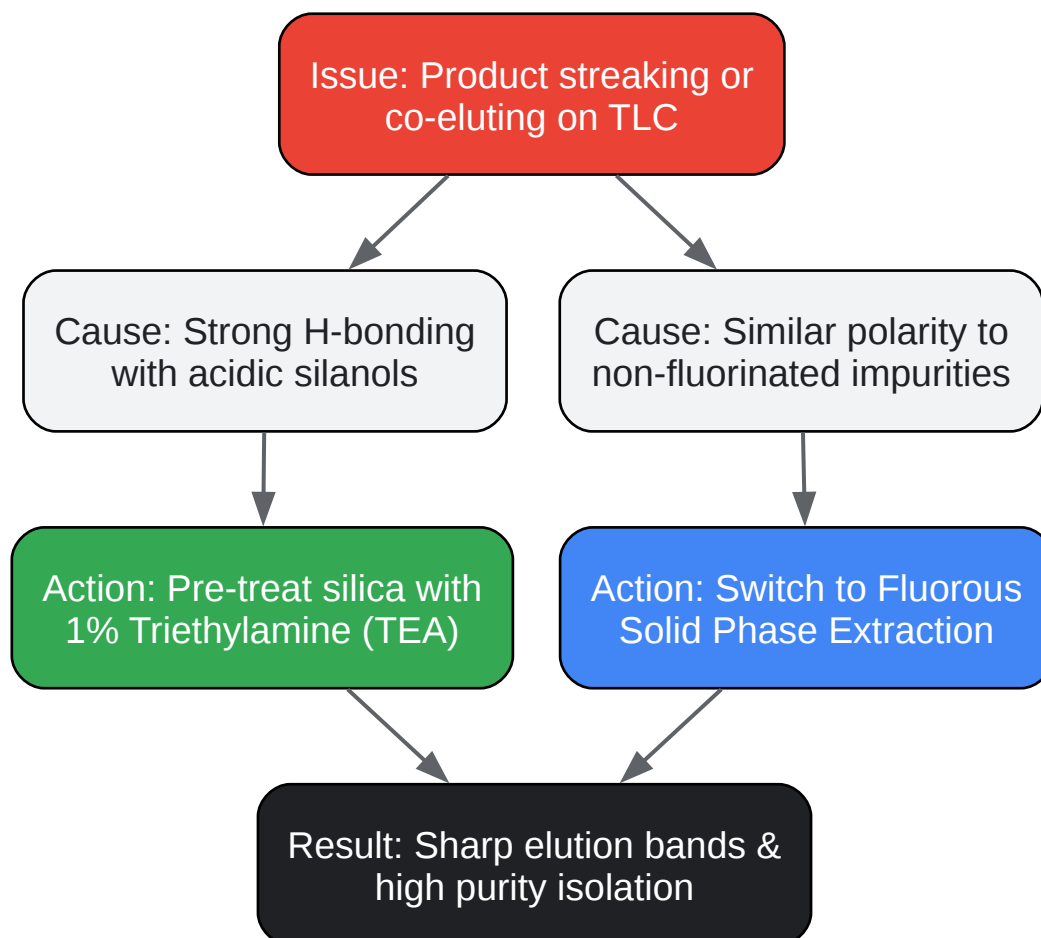 Issue: Product streaking or
co-eluting on TLC
Cause: Strong H-bonding
with acidic silanols
Cause: Similar polarity to
non-fluorinated impurities
Action: Pre-treat silica with
1% Triethylamine (TEA)
Action: Switch to Fluorous
Solid Phase Extraction
Result: Sharp elution bands &
high purity isolation